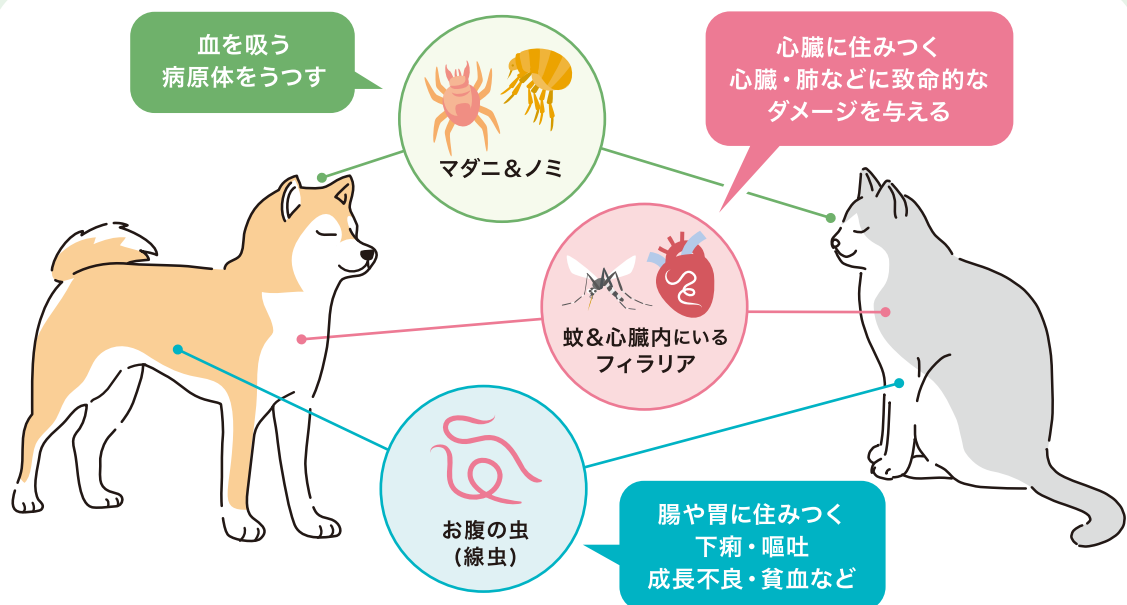 血を吸う
病原体をうつす
マダニ&ノミ
心臓に住みつく
心臓・肺などに致命的な
ダメージを与える
蚊&心臓内にいる
フィラリア
お腹の虫
(線虫)
腸や胃に住みつく
下痢・嘔吐
成長不良・貧血など